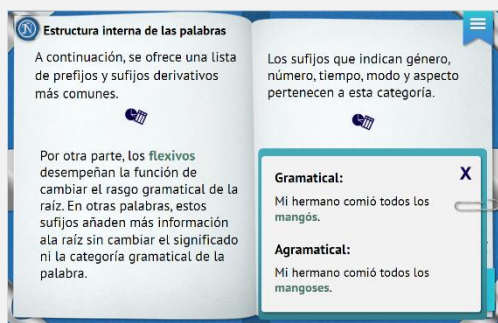 Estructura interna de las palabras
A continuación, se ofrece una lista
de prefijos y sufijos derivativos
más comunes.
Por otra parte, los flexivos
desempeñan la función de
cambiar el rasgo gramatical de la
raíz. En otras palabras, estos
sufijos añaden más información
ala raíz sin cambiar el significado
ni la categoría gramatical de la
palabra.
Los sufijos que indican género,
número, tiempo, modo y aspecto
pertenecen a esta categoría.
X
Gramatical:
Mi hermano comió todos los
mangós.
Agramatical:
Mi hermano comió todos los
mangoses.